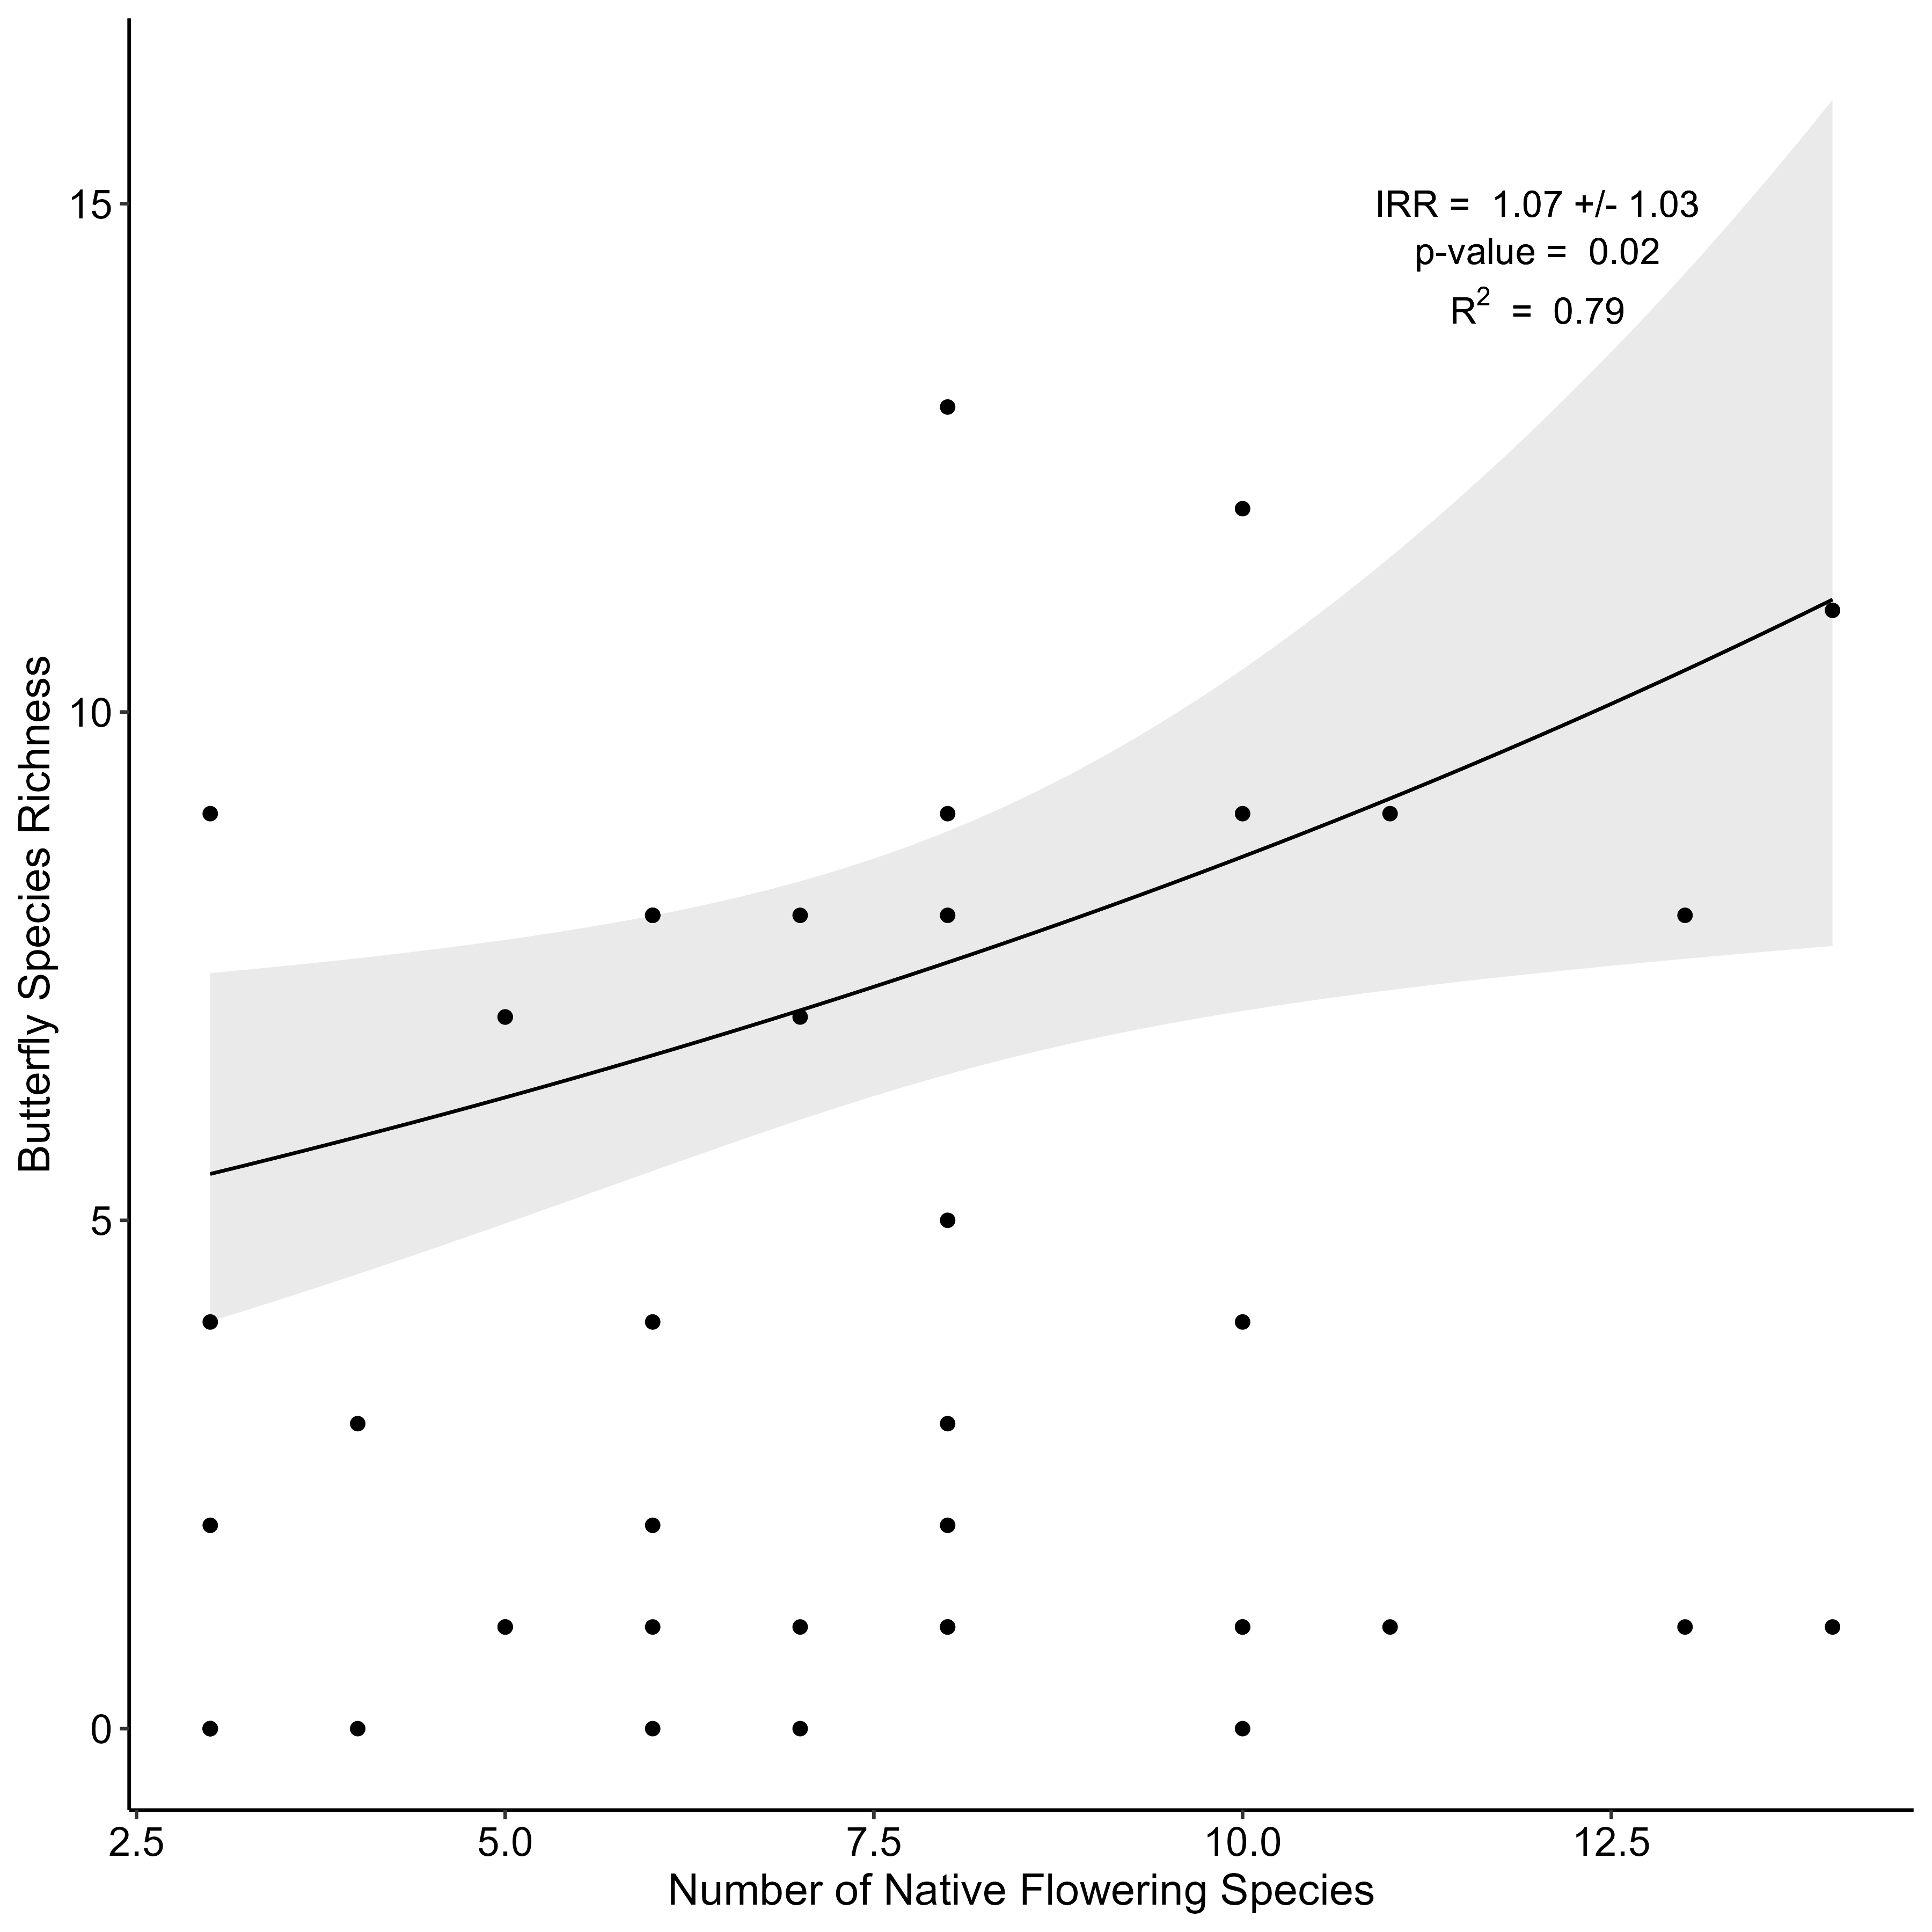 IRR = 1.07 +/- 1.03
p-value = 0.02
R² = 0.79
Butterfly Species Richness
15
10
5
0
2.5 5.0 7.5 10.0 12.5
Number of Native Flowering Species